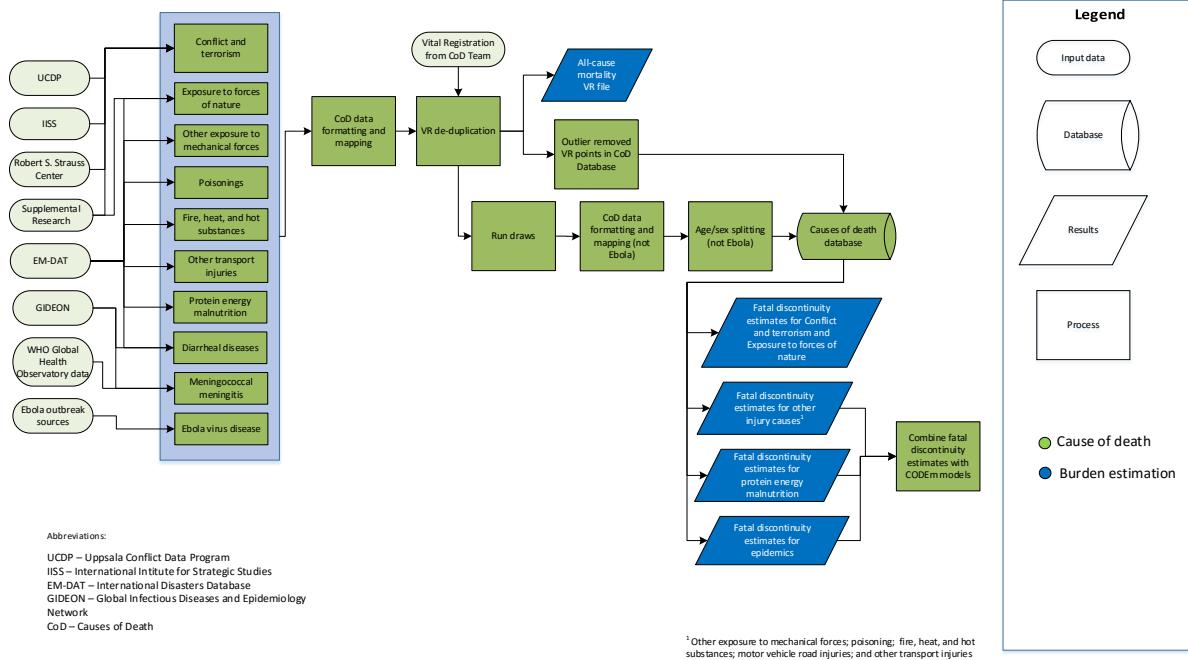 UCDP
IISS
Robert S. Strauss
Center
Supplemental
Research
EM-DAT
GIDEON
WHO Global
Health
Observatory data
Ebola outbreak
sources
Conflict and
terrorism
Exposure to forces
of nature
Other exposure to
mechanical forces
Poisonings
Fire, heat, and hot
substances
Other transport
injuries
Protein energy
malnutrition
Diarrheal diseases
Meningococcal
meningitis
Ebola virus disease
CoD data
formatting and
mapping
Vital Registration
from CoD Team
VR de-duplication
All-cause
mortality
VR file
Outlier removed
VR points in CoD
Database
Run draws
CoD data
formatting and
mapping (not
Ebola)
Age/sex splitting
(not Ebola)
Causes of death
database
Fatal discontinuity
estimates for Conflict
and terrorism and
Exposure to forces of
nature
Fatal discontinuity
estimates for other
injury causes¹
Fatal discontinuity
estimates for
protein energy
malnutrition
Fatal discontinuity
estimates for
epidemics
Combine fatal
discontinuity
estimates with
CODEm models
Legend
Input data
Database
Results
Process
Cause of death
Burden estimation
Abbreviations:
UCDP – Uppsala Conflict Data Program
IISS – International Intitute for Strategic Studies
EM-DAT – International Disasters Database
GIDEON – Global Infectious Diseases and Epidemiology
Network
CoD – Causes of Death
¹ Other exposure to mechanical forces; poisoning; fire, heat, and hot
substances; motor vehicle road injuries; and other transport injuries